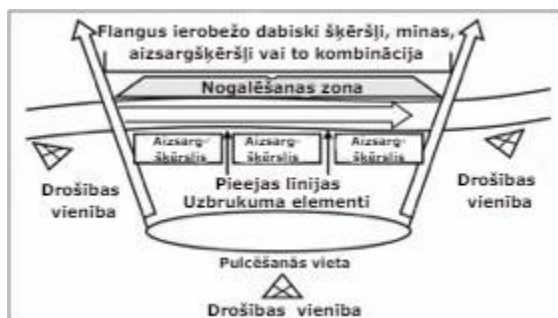 Flangus ierobežo dabiski šķēršļi, mīnas,
aizsargšķēršļi vai to kombinācija
Nogalēšanas zona
Aizsarg-
šķērslis
Aizsarg-
šķērslis
Aizsarg-
šķērslis
Drošības
vienība
Pieejas līnijas
Uzbrukuma elementi
Drošības
vienība
Pulcēšanās vieta
Drošības vienība